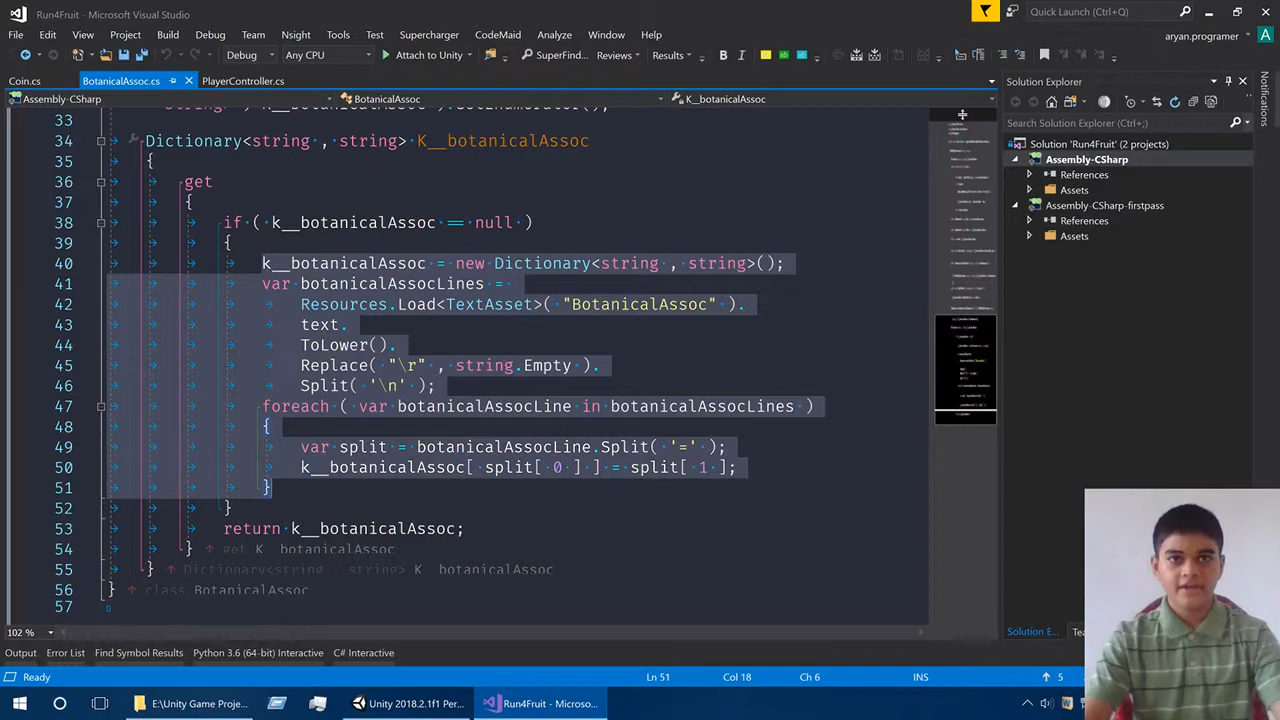 Run4Fruit - Microsoft Visual Studio
Quick Launch (Ctrl+Q)
File Edit View Project Build Debug Team Nsight Tools Test Supercharger CodeMaid Analyze Window Help
aryan.programer A
Debug Any CPU Attach to Unity SuperFind... Reviews Results B I
Coin.cs BotanicalAssoc.cs PlayerController.cs
Assembly-CSharp BotanicalAssoc K__botanicalAssoc
Solution Explorer
Search Solution Explorer (Ctrl+;)
Solution 'Run4Fruit' (2 projects)
Assembly-CSharp
References
Assets
Assembly-CSharp-firstpass
References
Assets
Notifications
33
34 Dictionary<string , string> K__botanicalAssoc
35 {
36 get
37
38 if ( k__botanicalAssoc == null )
39 {
40 __botanicalAssoc = new Dictionary<string , string>();
41 var botanicalAssocLines =
42 Resources.Load<TextAsset>( "BotanicalAssoc" ).
43 text.
44 ToLower().
45 Replace( "\r" , string.Empty ).
46 Split( '\n' );
47 each ( var botanicalAssocLine in botanicalAssocLines )
48
49 var split = botanicalAssocLine.Split( '=' );
50 k__botanicalAssoc[ split[ 0 ] ] = split[ 1 ];
51 }
52 }
53 return k__botanicalAssoc;
54 } ↑ get K__botanicalAssoc
55 } ↑ Dictionary<string , string> K__botanicalAssoc
56 } ↑ class BotanicalAssoc
57
102 %
Solution E... Tea
Output Error List Find Symbol Results Python 3.6 (64-bit) Interactive C# Interactive
Ready Ln 51 Col 18 Ch 6 INS 5
E:\Unity Game Proje... Unity 2018.2.1f1 Per... Run4Fruit - Microso...